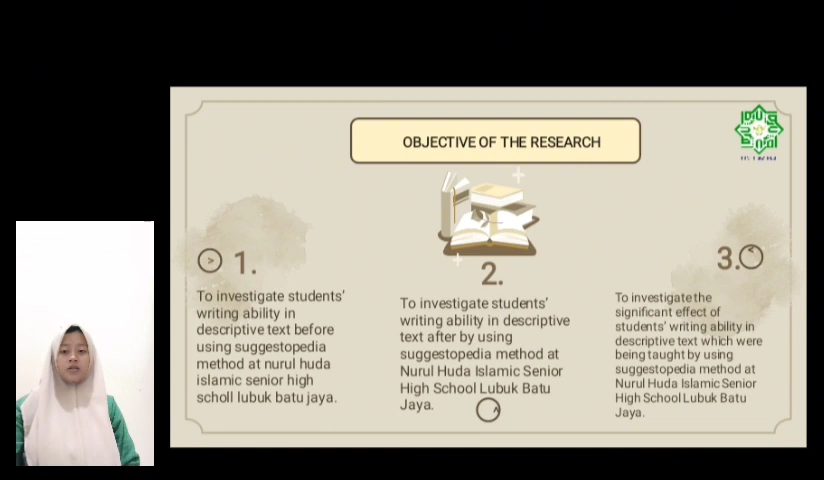 OBJECTIVE OF THE RESEARCH
1.
To investigate students'
writing ability in
descriptive text before
using suggestopedia
method at nurul huda
islamic senior high
scholl lubuk batu jaya.
2.
To investigate students'
writing ability in descriptive
text after by using
suggestopedia method at
Nurul Huda Islamic Senior
High School Lubuk Batu
Jaya.
3.
To investigate the
significant effect of
students' writing ability in
descriptive text which were
being taught by using
suggestopedia method at
Nurul Huda Islamic Senior
High School Lubuk Batu
Jaya.